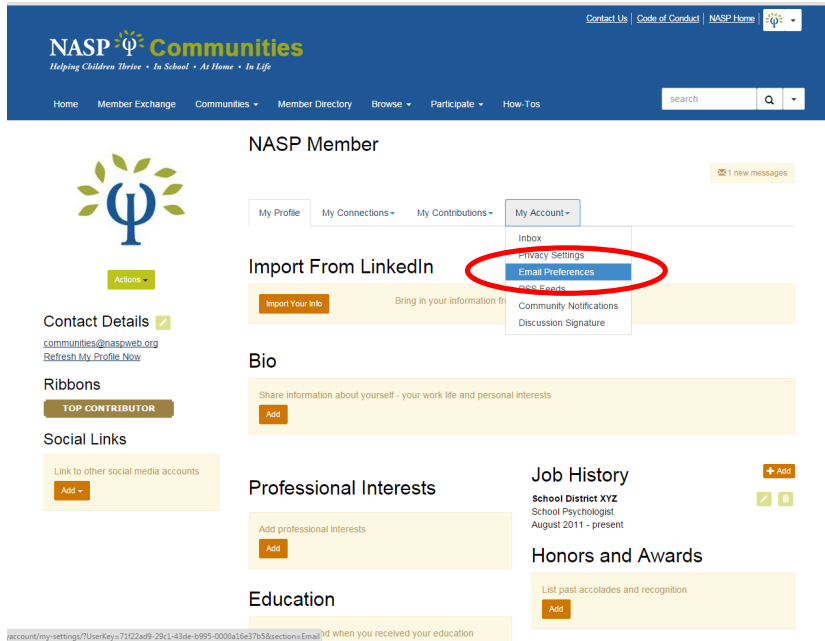 Contact Us | Code of Conduct | NASP Home
NASP Communities
Helping Children Thrive • In School • At Home • In Life
Home Member Exchange Communities Member Directory Browse Participate How-Tos
search
NASP Member
1 new messages
My Profile My Connections My Contributions My Account
Inbox
Privacy Settings
Email Preferences
RSS Feeds
Community Notifications
Discussion Signature
Actions
Import From LinkedIn
Import Your Info Bring in your information
Contact Details
communities@naspweb.org
Refresh My Profile Now
Ribbons
TOP CONTRIBUTOR
Social Links
Link to other social media accounts
Add
Bio
Share information about yourself - your work life and personal interests
Add
Professional Interests
Add professional interests
Add
Job History
+ Add
School District XYZ
School Psychologist
August 2011 - present
Honors and Awards
List past accolades and recognition
Add
Education
nd when you received your education
yaccount/my-settings/?UserKey=71f22ad9-29c1-43de-b995-0000a16e37b5&section=Email